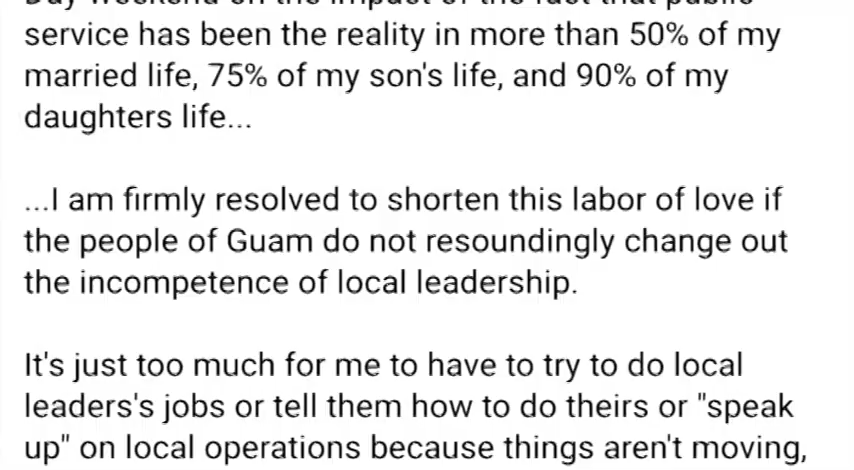 service has been the reality in more than 50% of my
married life, 75% of my son's life, and 90% of my
daughters life...
...I am firmly resolved to shorten this labor of love if
the people of Guam do not resoundingly change out
the incompetence of local leadership.
It's just too much for me to have to try to do local
leaders's jobs or tell them how to do theirs or "speak
up" on local operations because things aren't moving,